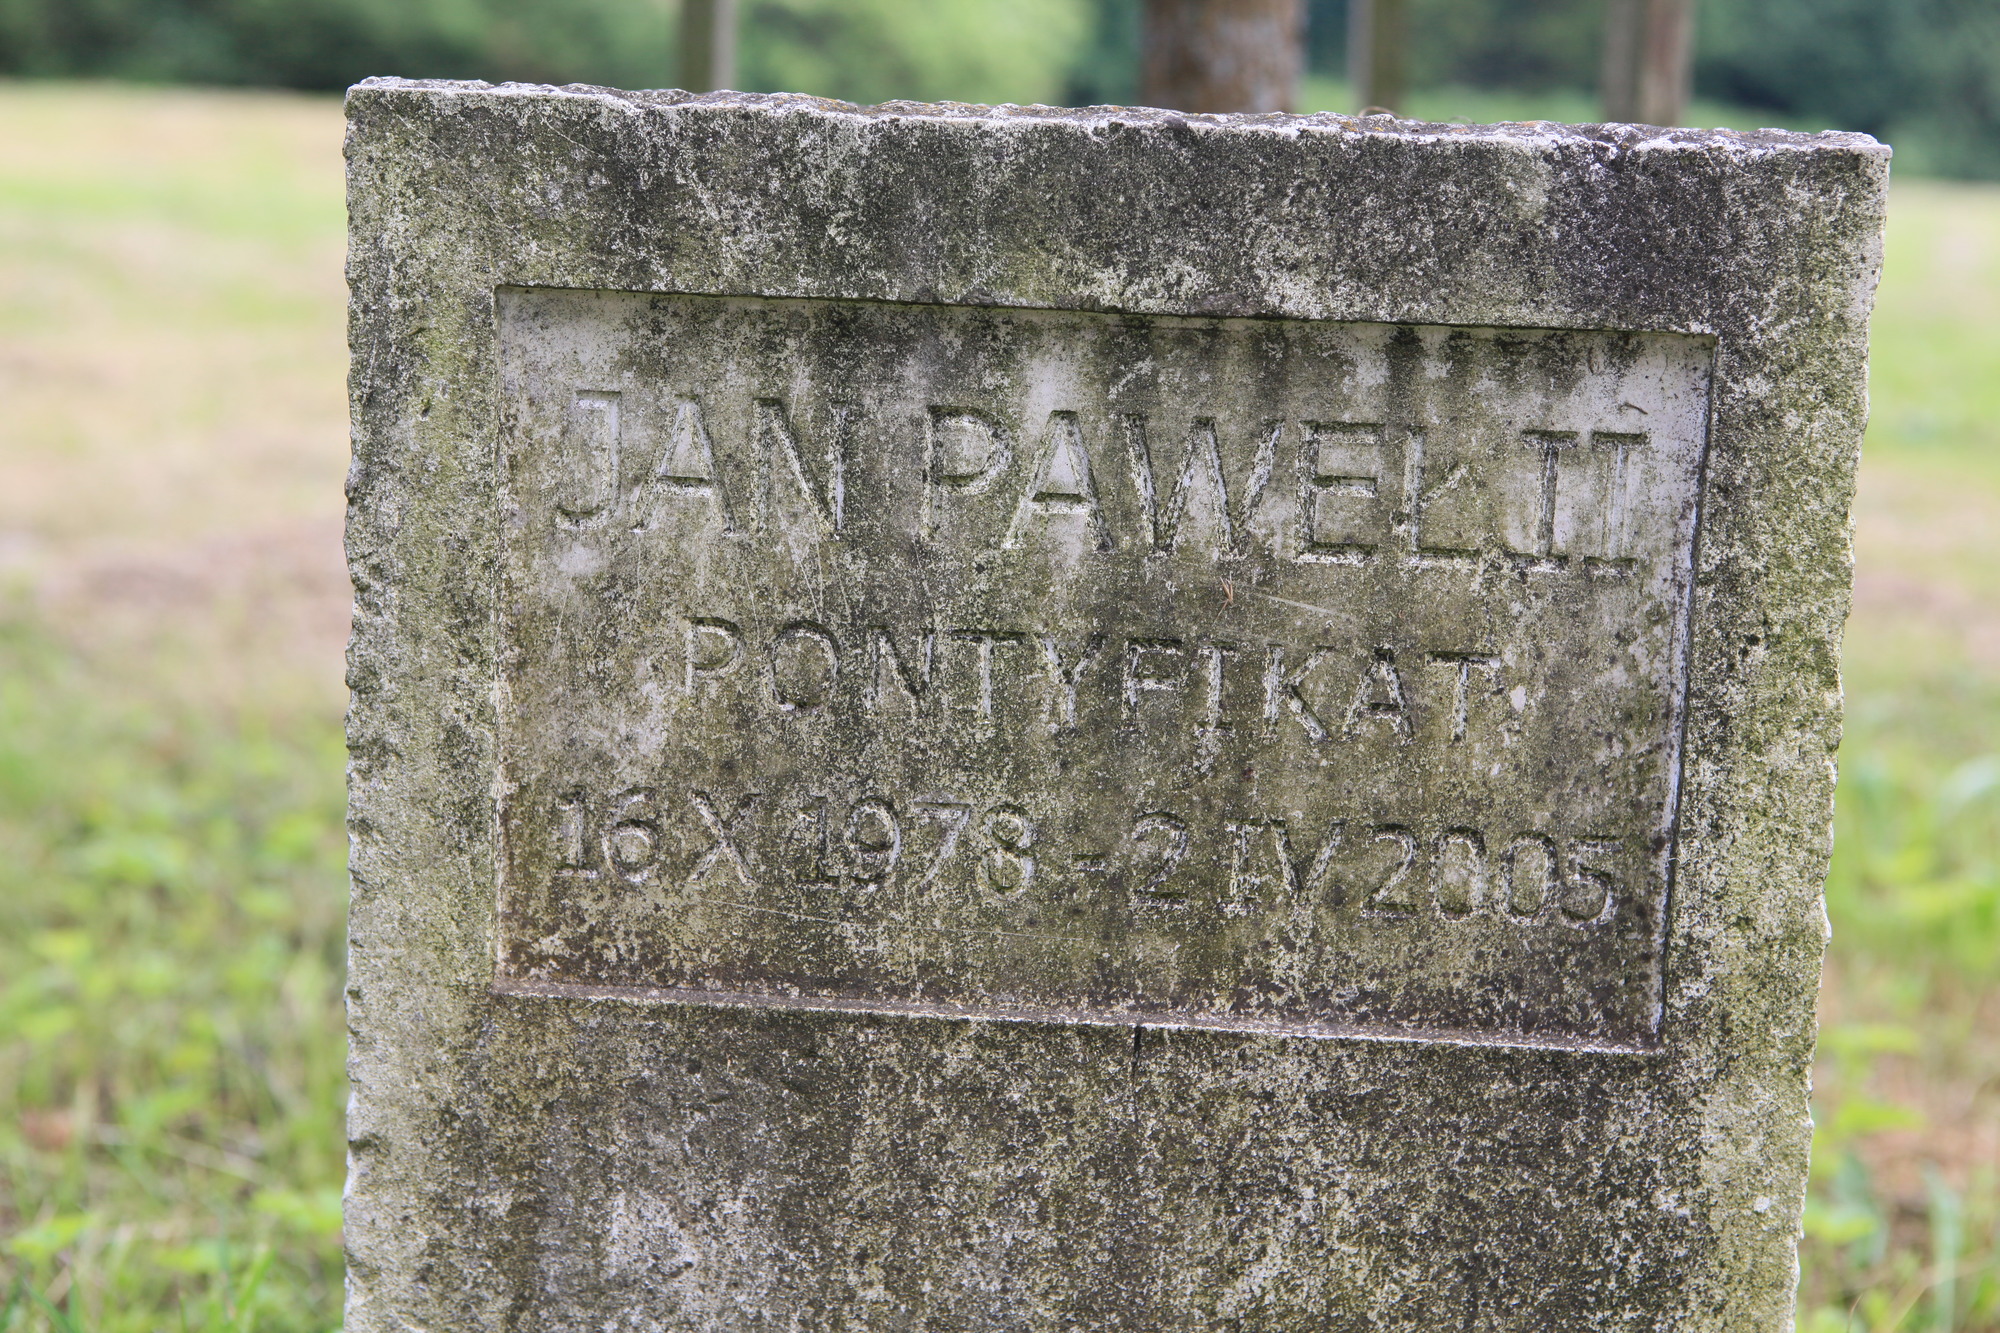 JAN PAWEŁ II
PONTYFIKAT
16 X 1978 - 2 IV 2005